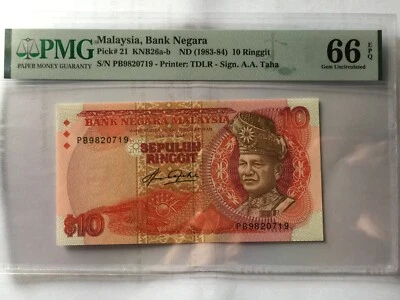 PMG
PAPER MONEY GUARANTY
Malaysia, Bank Negara
Pick# 21 KNB26a-b ND (1983-84) 10 Ringgit
S/N PB9820719 - Printer: TDLR - Sign. A.A. Taha
66 EPQ
Gem Uncirculated
BANK NEGARA MALAYSIA
10
PB9820719
SEPULUH
RINGGIT
$10
PB9820719